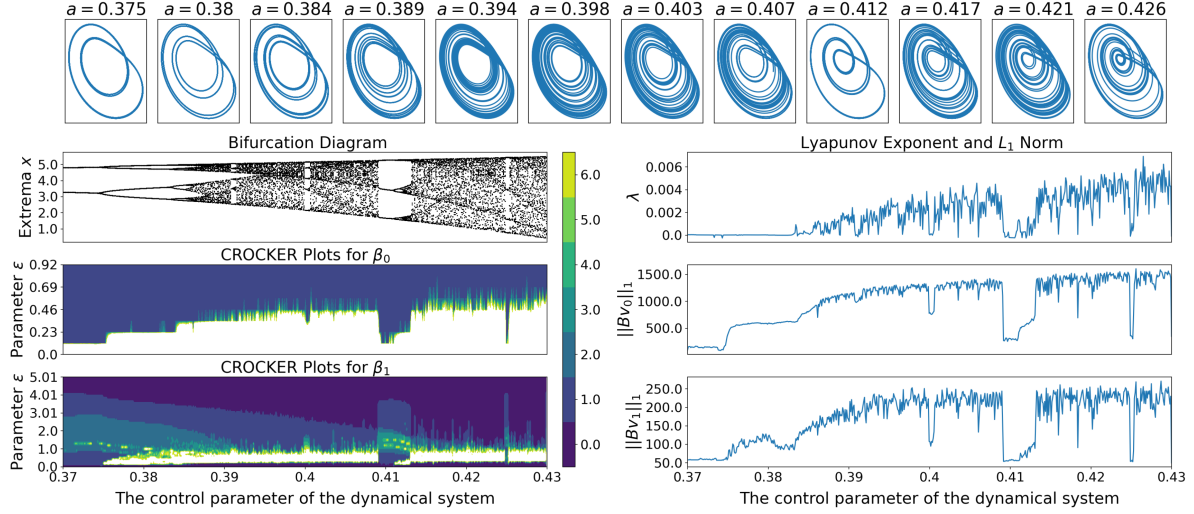 a = 0.375 a = 0.38 a = 0.384 a = 0.389 a = 0.394 a = 0.398 a = 0.403 a = 0.407 a = 0.412 a = 0.417 a = 0.421 a = 0.426
Bifurcation Diagram
Extrema x
5.0
4.0
3.0
2.0
1.0
CROCKER Plots for β₀
Parameter ε
0.92
0.69
0.46
0.23
0.0
CROCKER Plots for β₁
Parameter ε
5.01
4.01
3.01
2.0
1.0
0.0
0.37 0.38 0.39 0.4 0.41 0.42 0.43
The control parameter of the dynamical system
6.0
5.0
4.0
3.0
2.0
1.0
0.0
Lyapunov Exponent and L₁ Norm
λ
0.006
0.004
0.002
0.000
||Bv₀||₁
1500.0
1000.0
500.0
||Bv₁||₁
250.0
200.0
150.0
100.0
50.0
0.37 0.38 0.39 0.4 0.41 0.42 0.43
The control parameter of the dynamical system